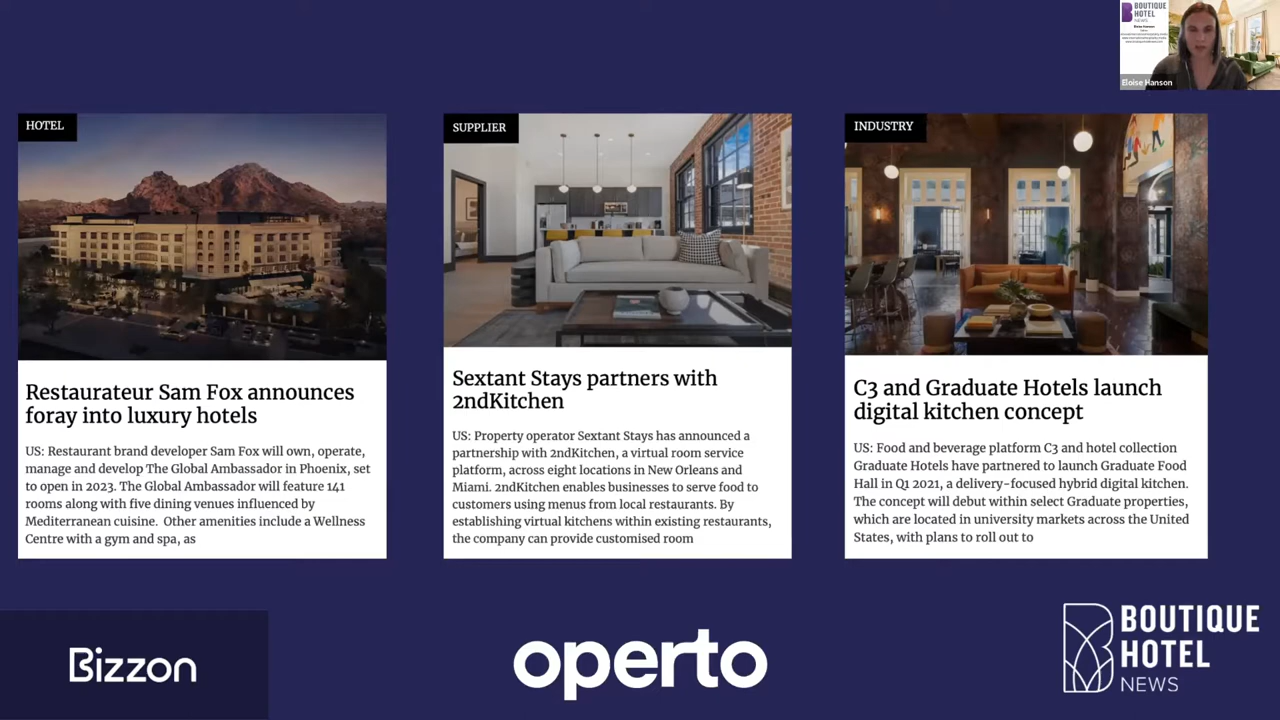 BOUTIQUE
HOTEL
NEWS
Eloise Hanson
HOTEL
Restaurateur Sam Fox announces
foray into luxury hotels
US: Restaurant brand developer Sam Fox will own, operate,
manage and develop The Global Ambassador in Phoenix, set
to open in 2023. The Global Ambassador will feature 141
rooms along with five dining venues influenced by
Mediterranean cuisine. Other amenities include a Wellness
Centre with a gym and spa, as
SUPPLIER
Sextant Stays partners with
2ndKitchen
US: Property operator Sextant Stays has announced a
partnership with 2ndKitchen, a virtual room service
platform, across eight locations in New Orleans and
Miami. 2ndKitchen enables businesses to serve food to
customers using menus from local restaurants. By
establishing virtual kitchens within existing restaurants,
the company can provide customised room
INDUSTRY
C3 and Graduate Hotels launch
digital kitchen concept
US: Food and beverage platform C3 and hotel collection
Graduate Hotels have partnered to launch Graduate Food
Hall in Q1 2021, a delivery-focused hybrid digital kitchen.
The concept will debut within select Graduate properties,
which are located in university markets across the United
States, with plans to roll out to
Bizzon
operto
BOUTIQUE
HOTEL
NEWS